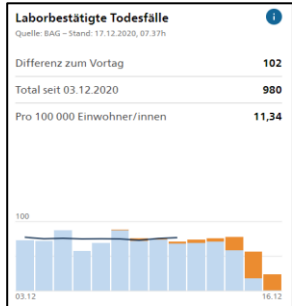 Laborbestätigte Todesfälle
i
Quelle: BAG – Stand: 17.12.2020, 07.37h
Differenz zum Vortag 102
Total seit 03.12.2020 980
Pro 100 000 Einwohner/innen 11,34
100
03.12 16.12